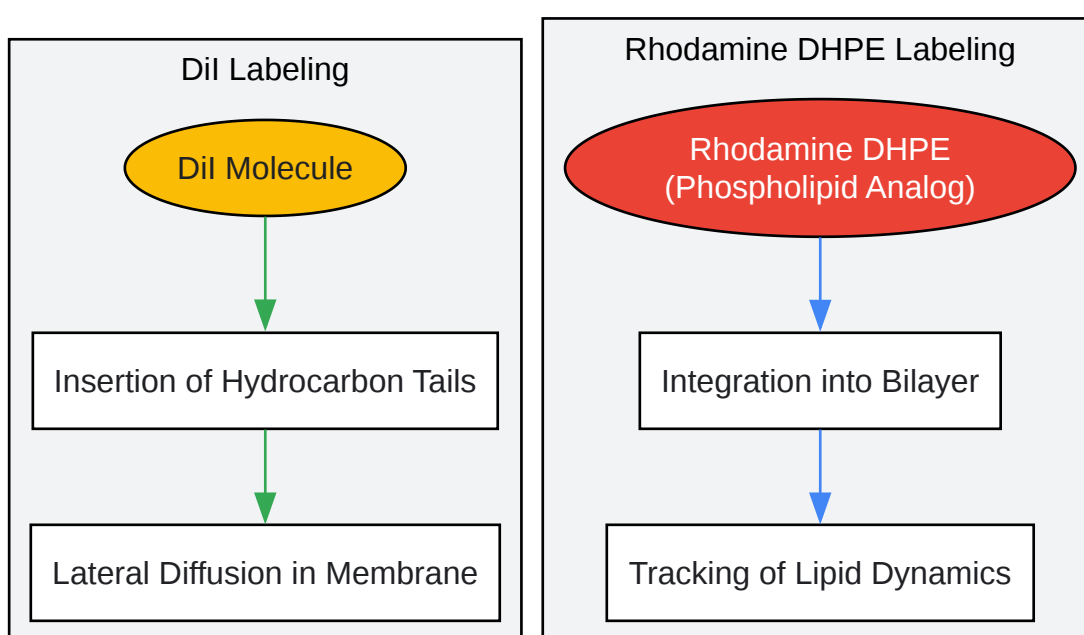 DiI Labeling
DiI Molecule
Insertion of Hydrocarbon Tails
Lateral Diffusion in Membrane
Rhodamine DHPE Labeling
Rhodamine DHPE
(Phospholipid Analog)
Integration into Bilayer
Tracking of Lipid Dynamics